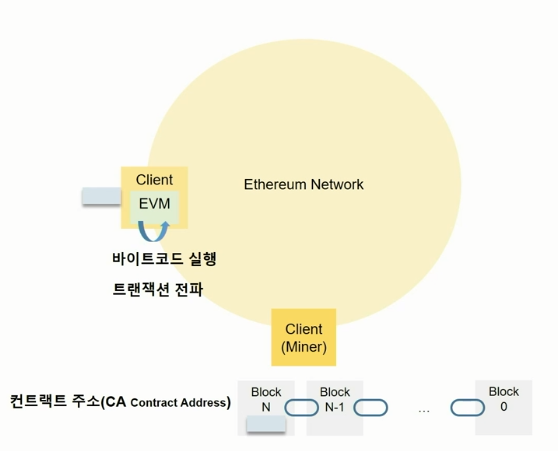 Client
EVM
Ethereum Network
바이트코드 실행
트랜잭션 전파
Client
(Miner)
컨트랙트 주소(CA Contract Address)
Block
N
Block
N-1
...
Block
0